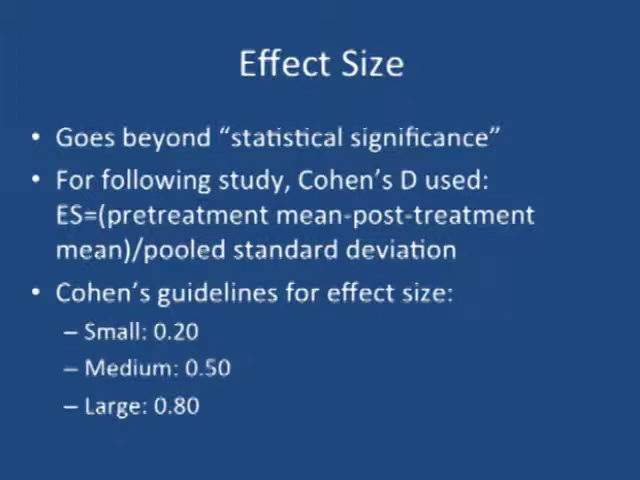 Effect Size
• Goes beyond “statistical significance”
• For following study, Cohen’s D used:
ES=(pretreatment mean-post-treatment
mean)/pooled standard deviation
• Cohen’s guidelines for effect size:
– Small: 0.20
– Medium: 0.50
– Large: 0.80